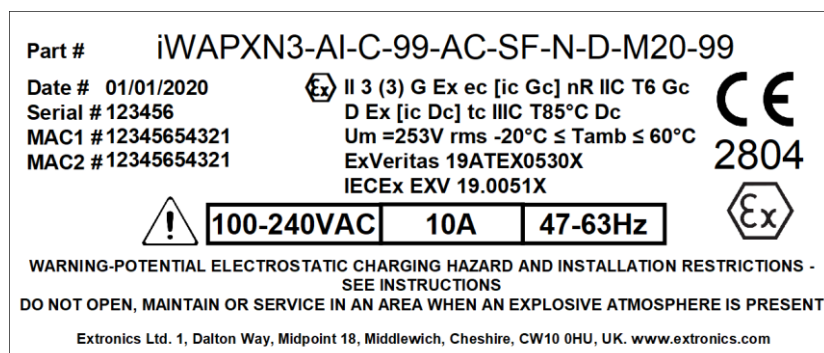 Part # iWAPXN3-AI-C-99-AC-SF-N-D-M20-99
Date # 01/01/2020
Serial # 123456
MAC1 # 12345654321
MAC2 # 12345654321
Ex II 3 (3) G Ex ec [ic Gc] nR IIC T6 Gc
D Ex [ic Dc] tc IIIC T85°C Dc
Um =253V rms -20°C ≤ Tamb ≤ 60°C
ExVeritas 19ATEX0530X
IECEx EXV 19.0051X
CE
2804
Ex
! 100-240VAC 10A 47-63Hz
WARNING-POTENTIAL ELECTROSTATIC CHARGING HAZARD AND INSTALLATION RESTRICTIONS -
SEE INSTRUCTIONS
DO NOT OPEN, MAINTAIN OR SERVICE IN AN AREA WHEN AN EXPLOSIVE ATMOSPHERE IS PRESENT
Extronics Ltd. 1, Dalton Way, Midpoint 18, Middlewich, Cheshire, CW10 0HU, UK. www.extronics.com